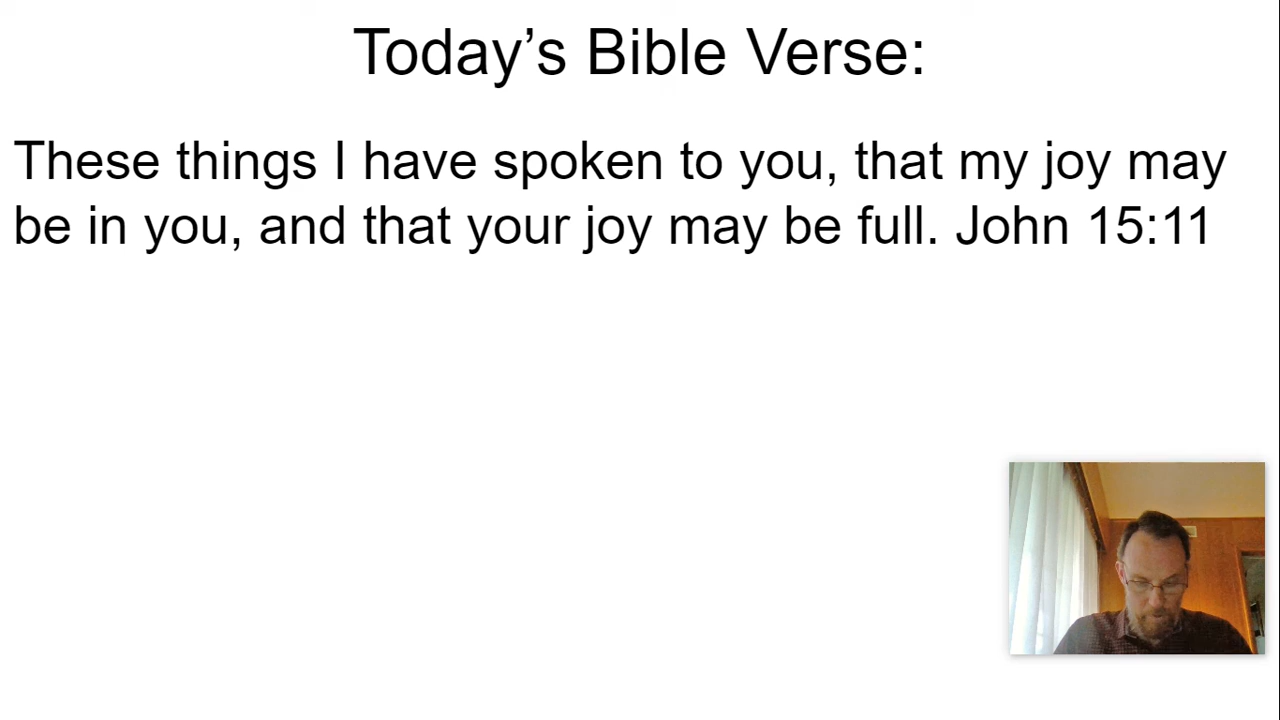 Today’s Bible Verse:
These things I have spoken to you, that my joy may
be in you, and that your joy may be full. John 15:11